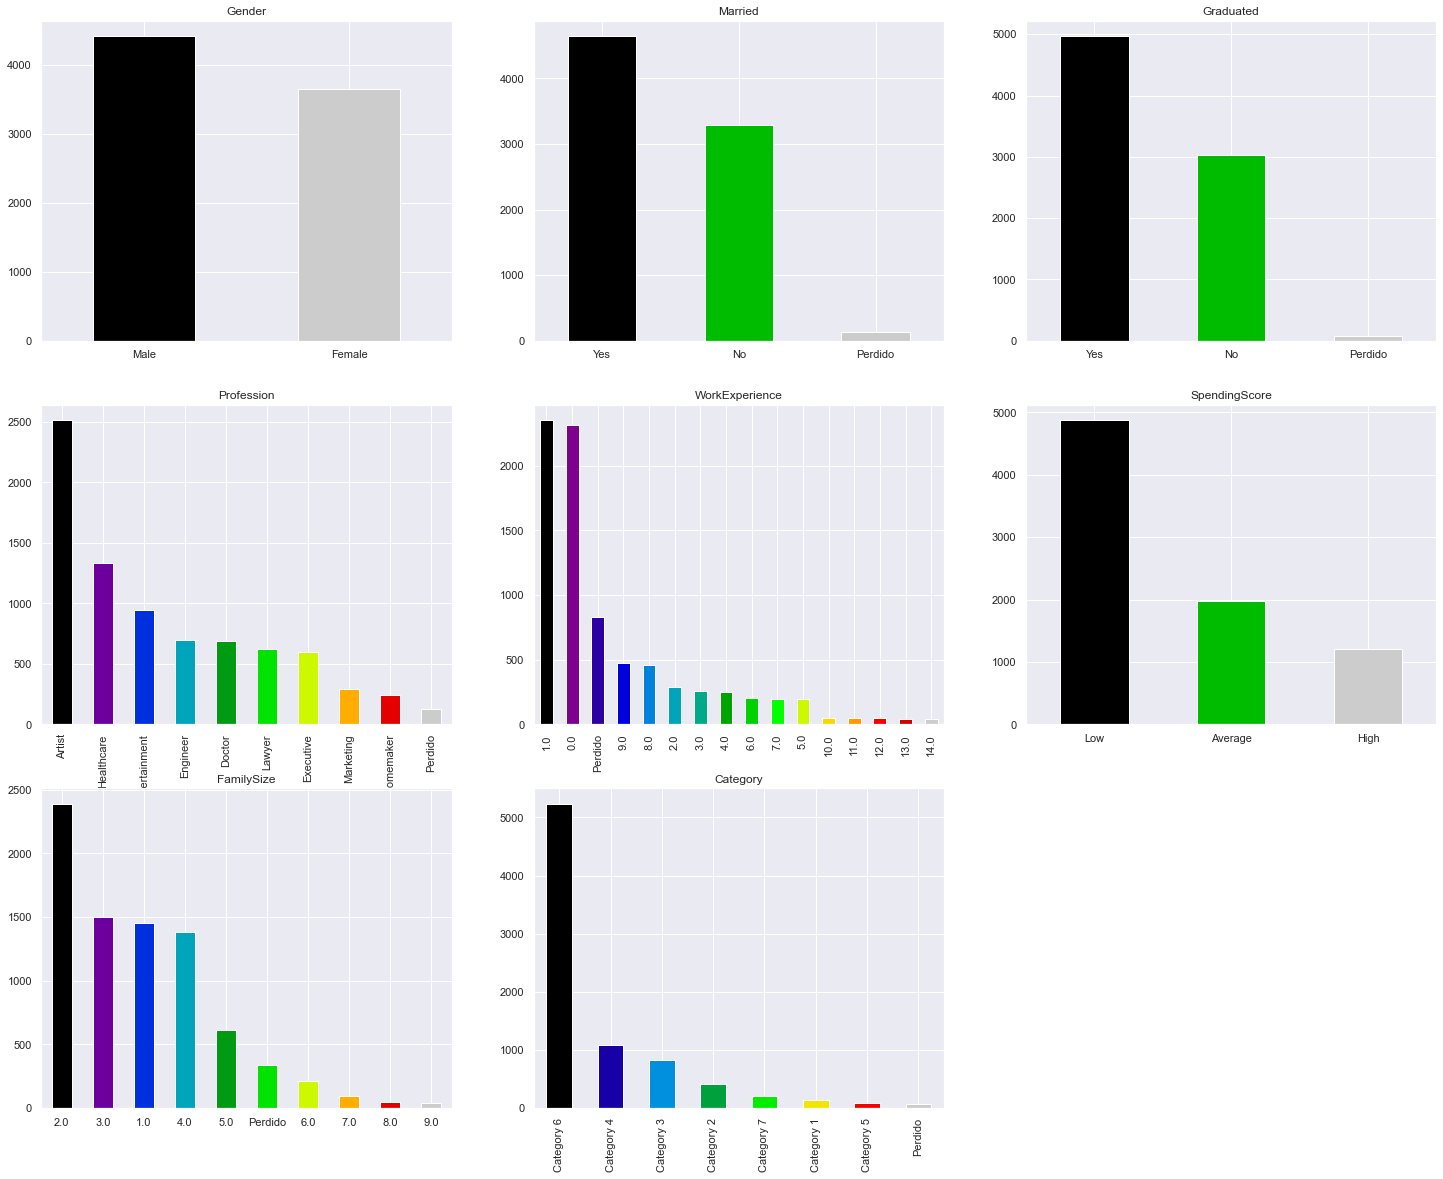 Gender
4000
3000
2000
1000
0
Male Female
Married
4000
3000
2000
1000
0
Yes No Perdido
Graduated
5000
4000
3000
2000
1000
0
Yes No Perdido
Profession
2500
2000
1500
1000
500
0
Artist
Healthcare
ertainment
Engineer
Doctor
Lawyer
Executive
Marketing
omemaker
Perdido
WorkExperience
2000
1500
1000
500
0
1.0
0.0
Perdido
9.0
8.0
2.0
3.0
4.0
6.0
7.0
5.0
10.0
11.0
12.0
13.0
14.0
SpendingScore
5000
4000
3000
2000
1000
0
Low Average High
FamilySize
2500
2000
1500
1000
500
0
2.0 3.0 1.0 4.0 5.0 Perdido 6.0 7.0 8.0 9.0
Category
5000
4000
3000
2000
1000
0
Category 6
Category 4
Category 3
Category 2
Category 7
Category 1
Category 5
Perdido